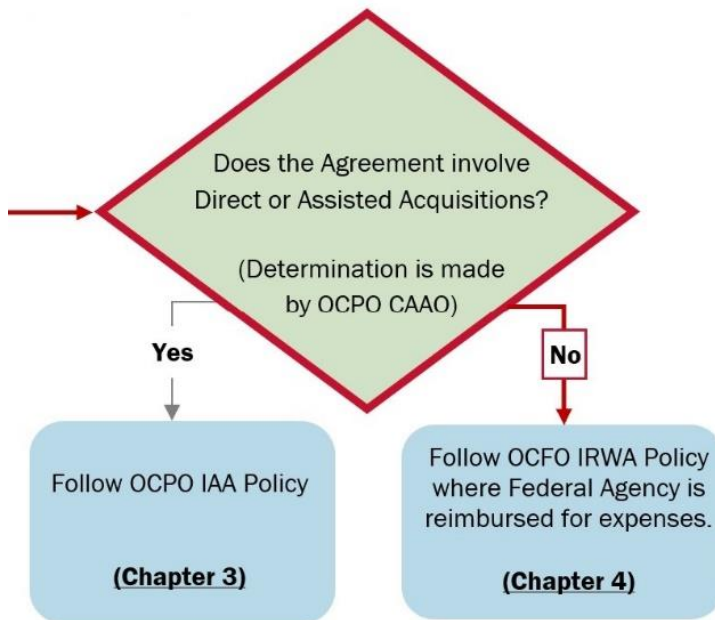 Does the Agreement involve
Direct or Assisted Acquisitions?
(Determination is made
by OCPO CAAO)
Yes
No
Follow OCPO IAA Policy
(Chapter 3)
Follow OCFO IRWA Policy
where Federal Agency is
reimbursed for expenses.
(Chapter 4)